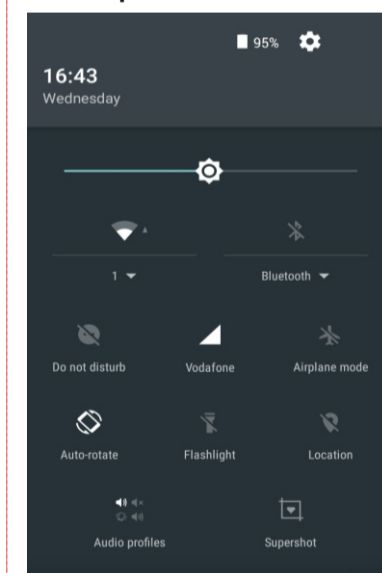 95%
16:43
Wednesday
1
Bluetooth
Do not disturb
Vodafone
Airplane mode
Auto-rotate
Flashlight
Location
Audio profiles
Supershot